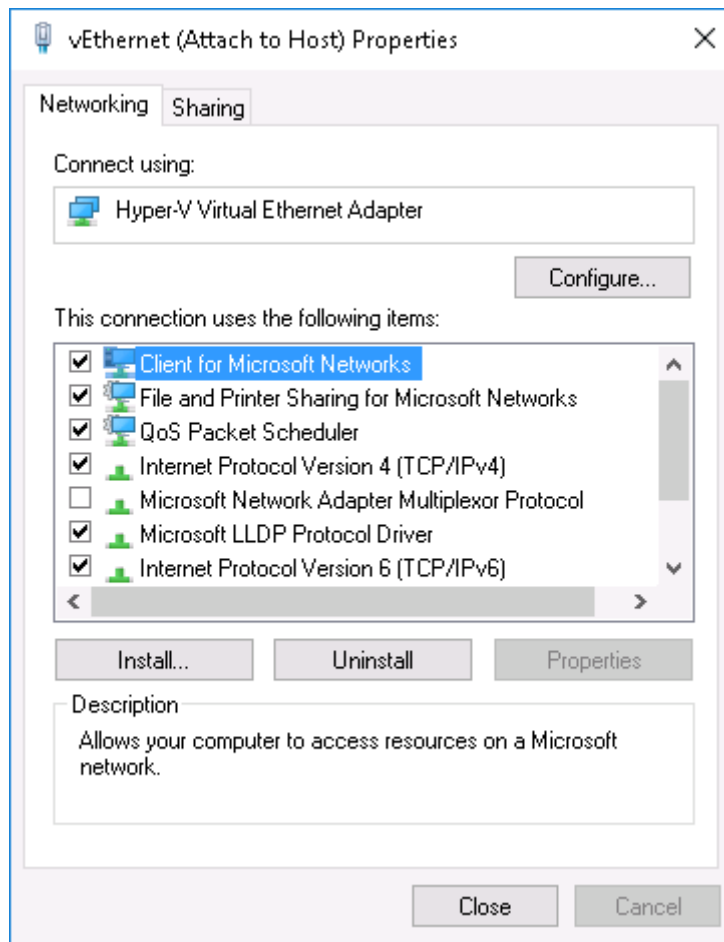 vEthernet (Attach to Host) Properties
Networking
Sharing
Connect using:
Hyper-V Virtual Ethernet Adapter
Configure...
This connection uses the following items:
Client for Microsoft Networks
File and Printer Sharing for Microsoft Networks
QoS Packet Scheduler
Internet Protocol Version 4 (TCP/IPv4)
Microsoft Network Adapter Multiplexor Protocol
Microsoft LLDP Protocol Driver
Internet Protocol Version 6 (TCP/IPv6)
Install...
Uninstall
Properties
Description
Allows your computer to access resources on a Microsoft
network.
Close
Cancel